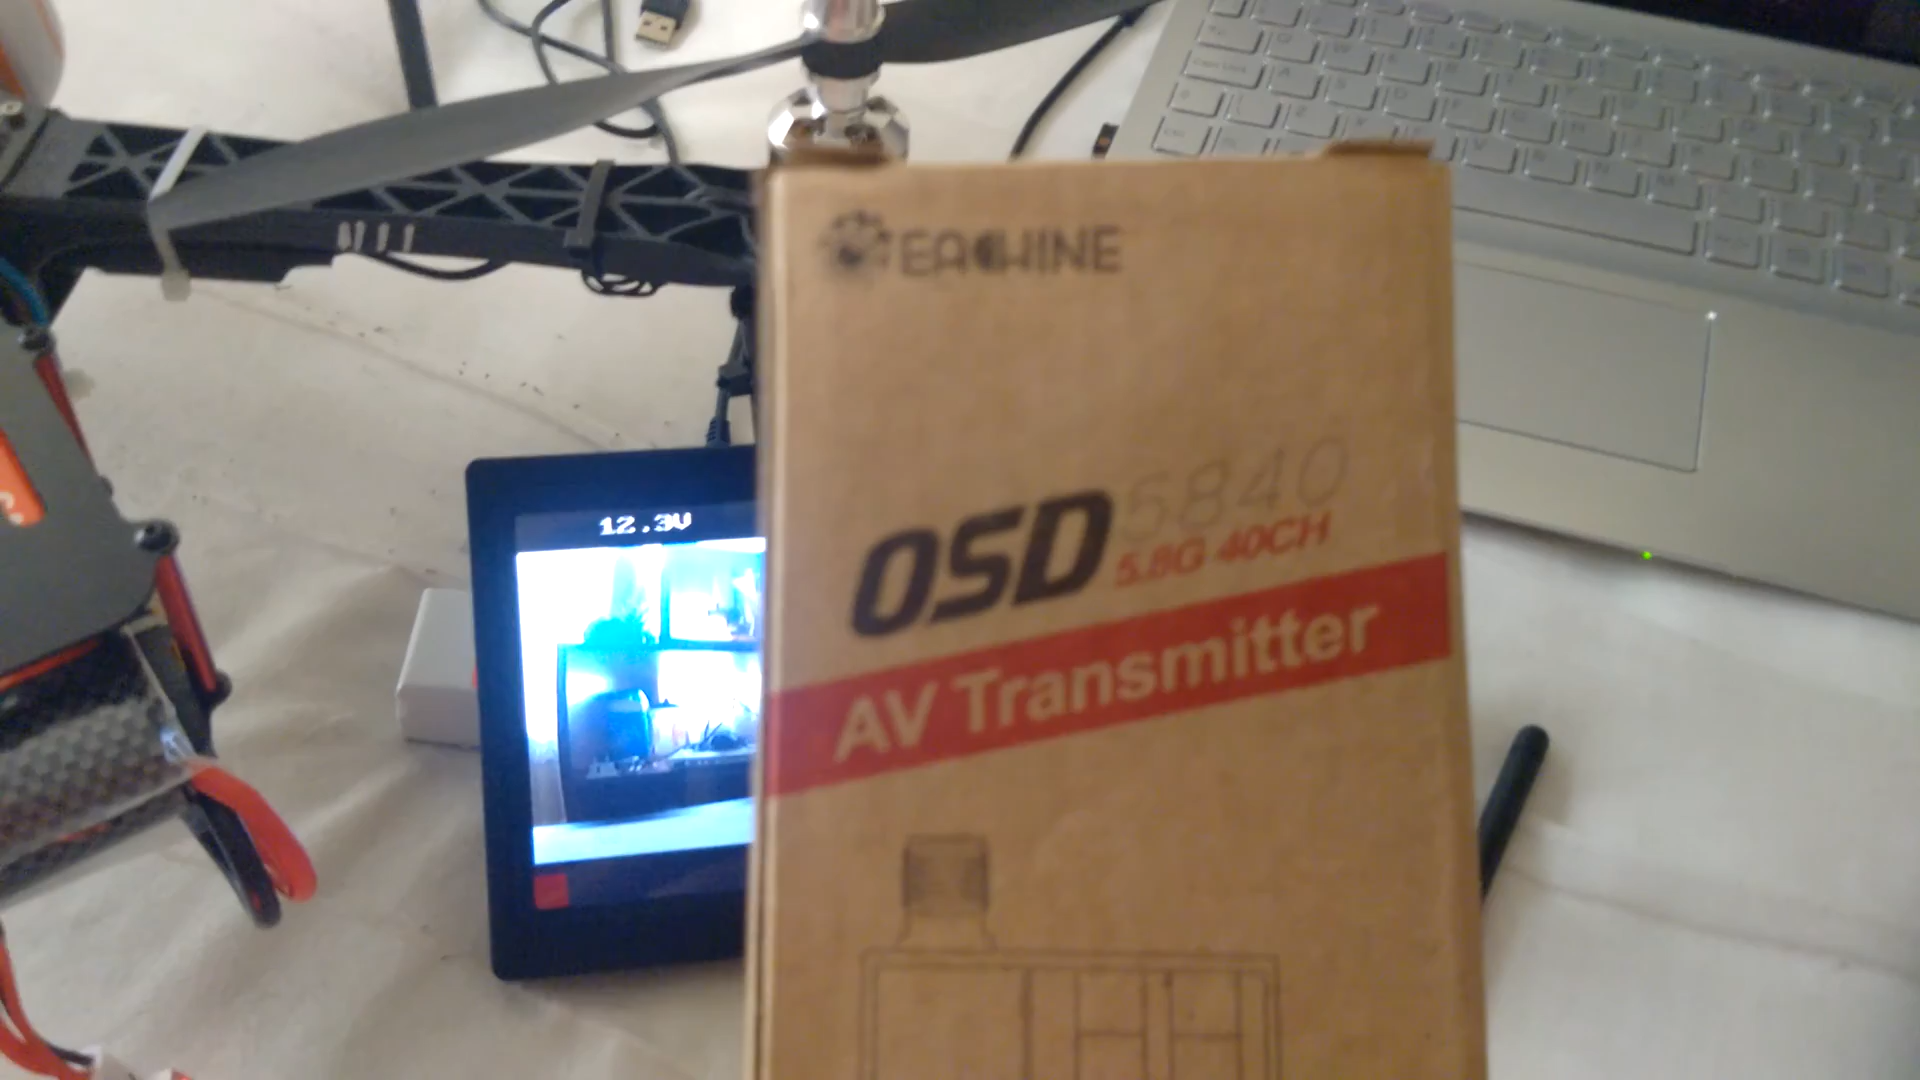 EACHINE
OSD 5840
5.8G 40CH
AV Transmitter
12.3V